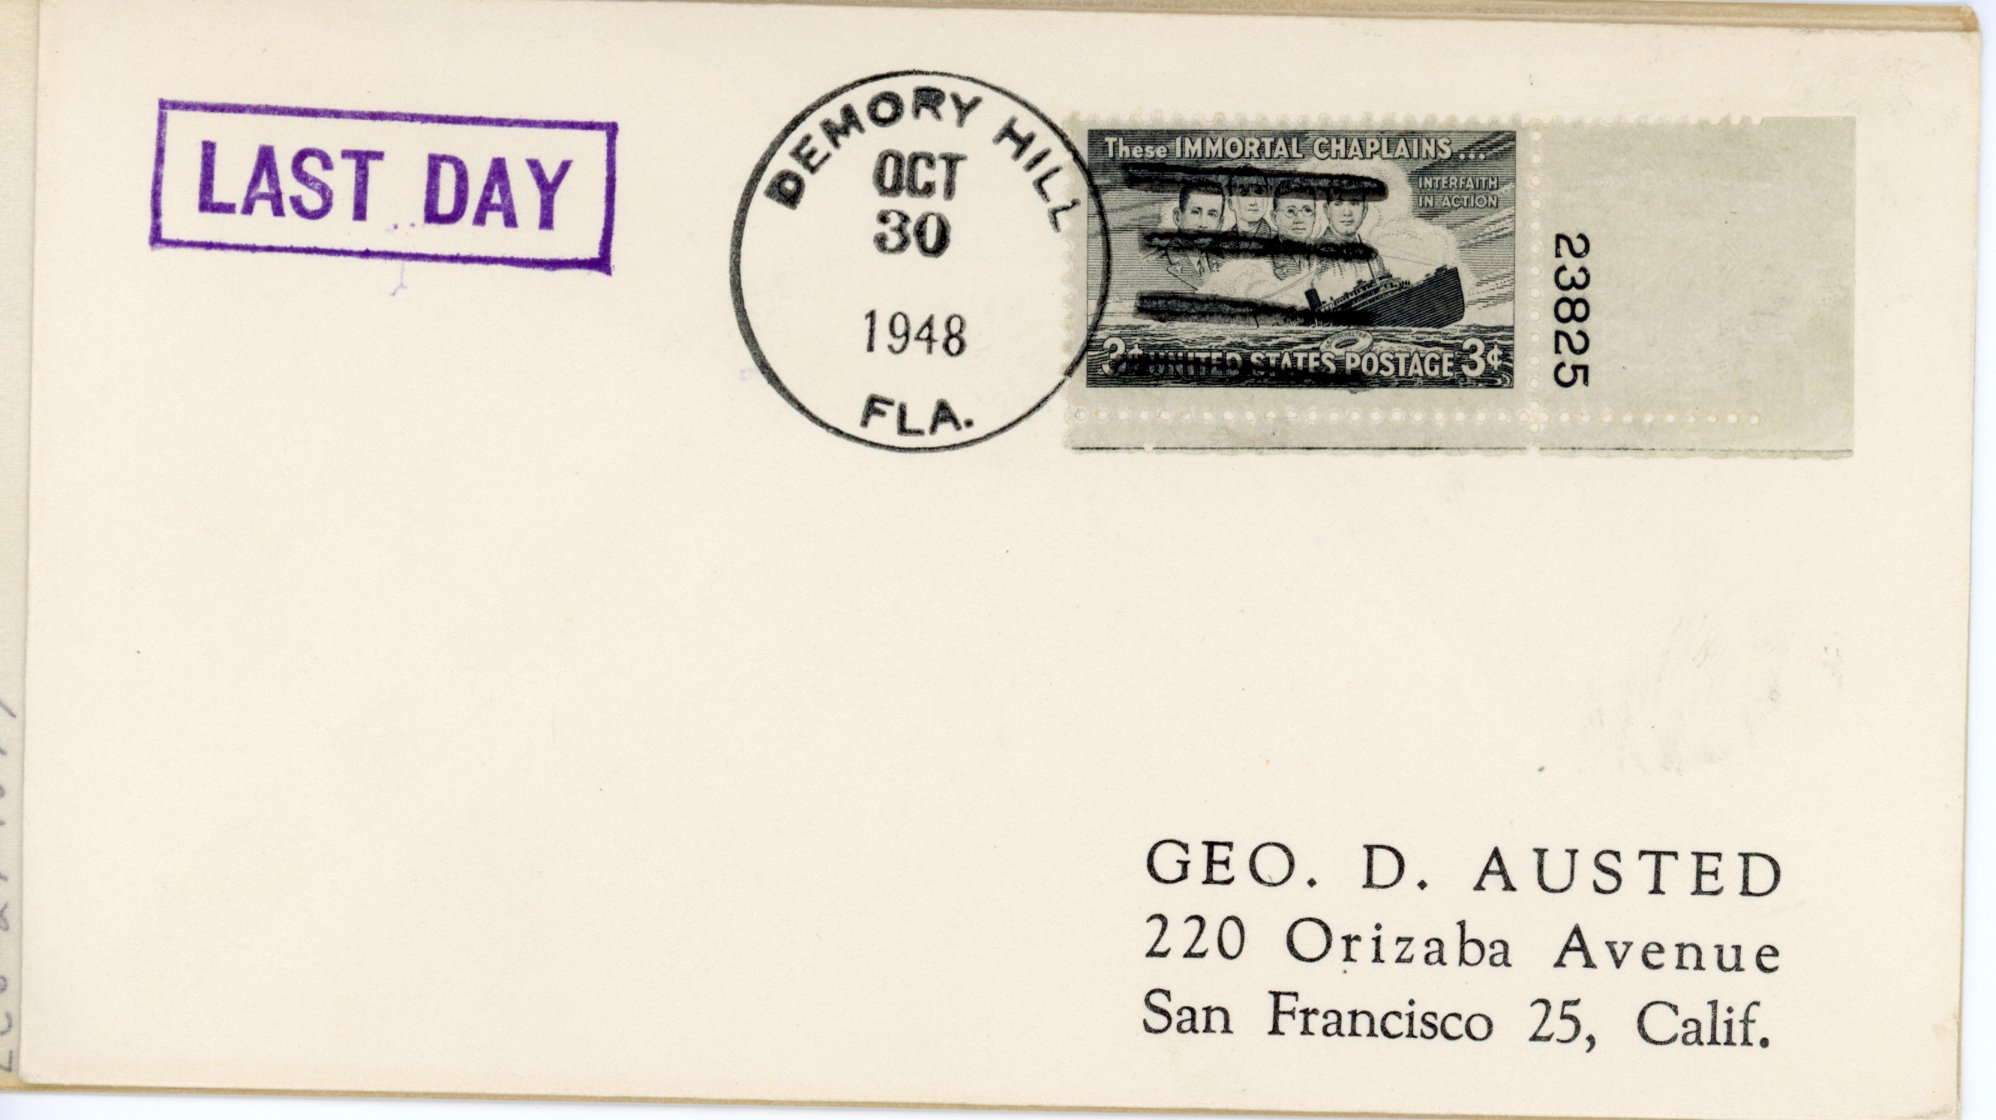 LAST DAY
DEMORY HILL
OCT
30
1948
FLA.
These IMMORTAL CHAPLAINS...
INTERFAITH
IN ACTION
3¢ UNITED STATES POSTAGE 3¢
23825
GEO. D. AUSTED
220 Orizaba Avenue
San Francisco 25, Calif.